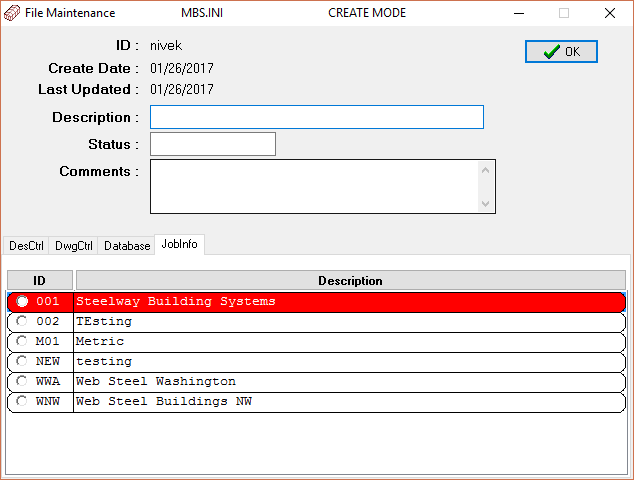 File Maintenance MBS.INI CREATE MODE
ID : nivek
OK
Create Date : 01/26/2017
Last Updated : 01/26/2017
Description :
Status :
Comments :
DesCtrl DwgCtrl Database JobInfo
ID Description
001 Steelway Building Systems
002 TEsting
M01 Metric
NEW testing
WWA Web Steel Washington
WNW Web Steel Buildings NW